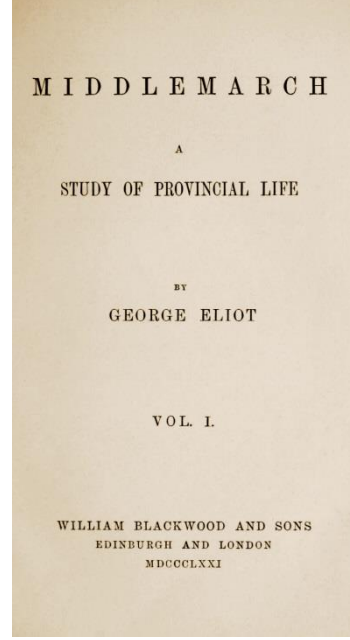 MIDDLEMARCH
A
STUDY OF PROVINCIAL LIFE
BY
GEORGE ELIOT
VOL. I.
WILLIAM BLACKWOOD AND SONS
EDINBURGH AND LONDON
MDCCCLXXI